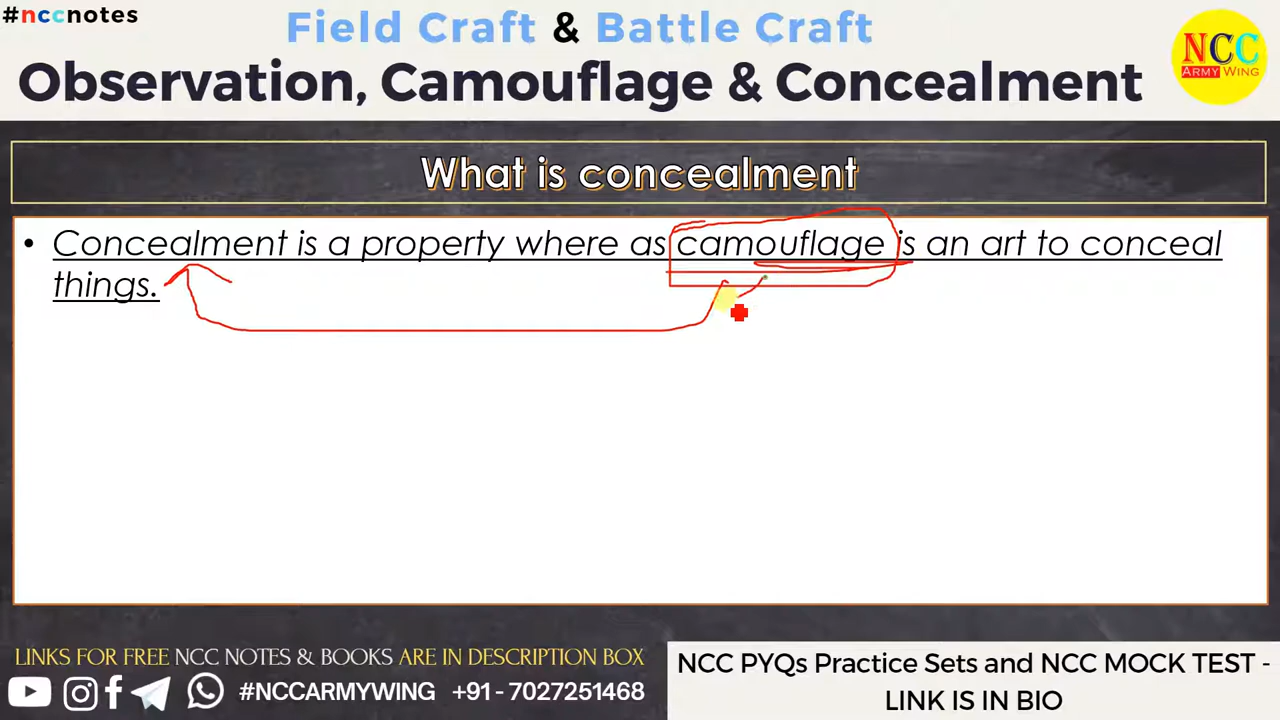 #nccnotes
Field Craft & Battle Craft
Observation, Camouflage & Concealment
NCC
ARMY WING
What is concealment
• Concealment is a property where as camouflage is an art to conceal
things.
LINKS FOR FREE NCC NOTES & BOOKS ARE IN DESCRIPTION BOX
#NCCARMYWING +91 - 7027251468
NCC PYQs Practice Sets and NCC MOCK TEST -
LINK IS IN BIO